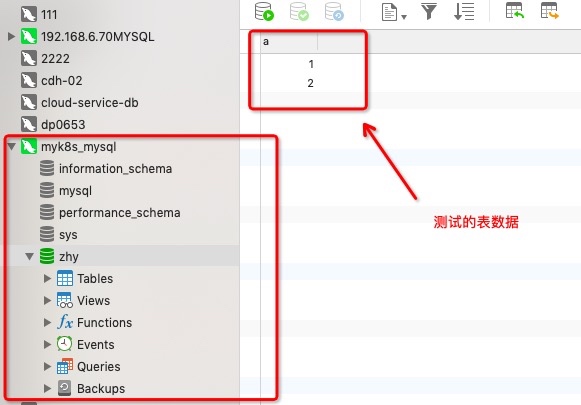 111
192.168.6.70MYSQL
2222
cdh-02
cloud-service-db
dp0653
myk8s_mysql
information_schema
mysql
performance_schema
sys
zhy
Tables
Views
fx Functions
Events
Queries
Backups
a
1
2
测试的表数据